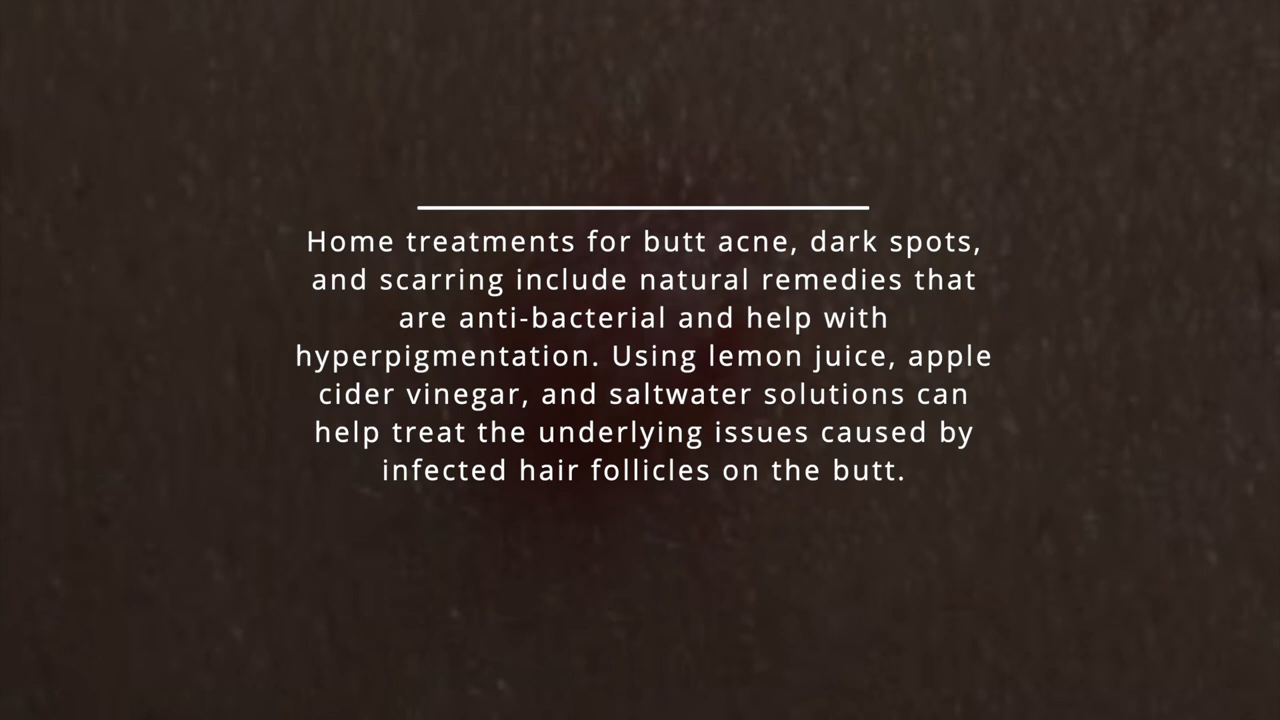 Home treatments for butt acne, dark spots,
and scarring include natural remedies that
are anti-bacterial and help with
hyperpigmentation. Using lemon juice, apple
cider vinegar, and saltwater solutions can
help treat the underlying issues caused by
infected hair follicles on the butt.